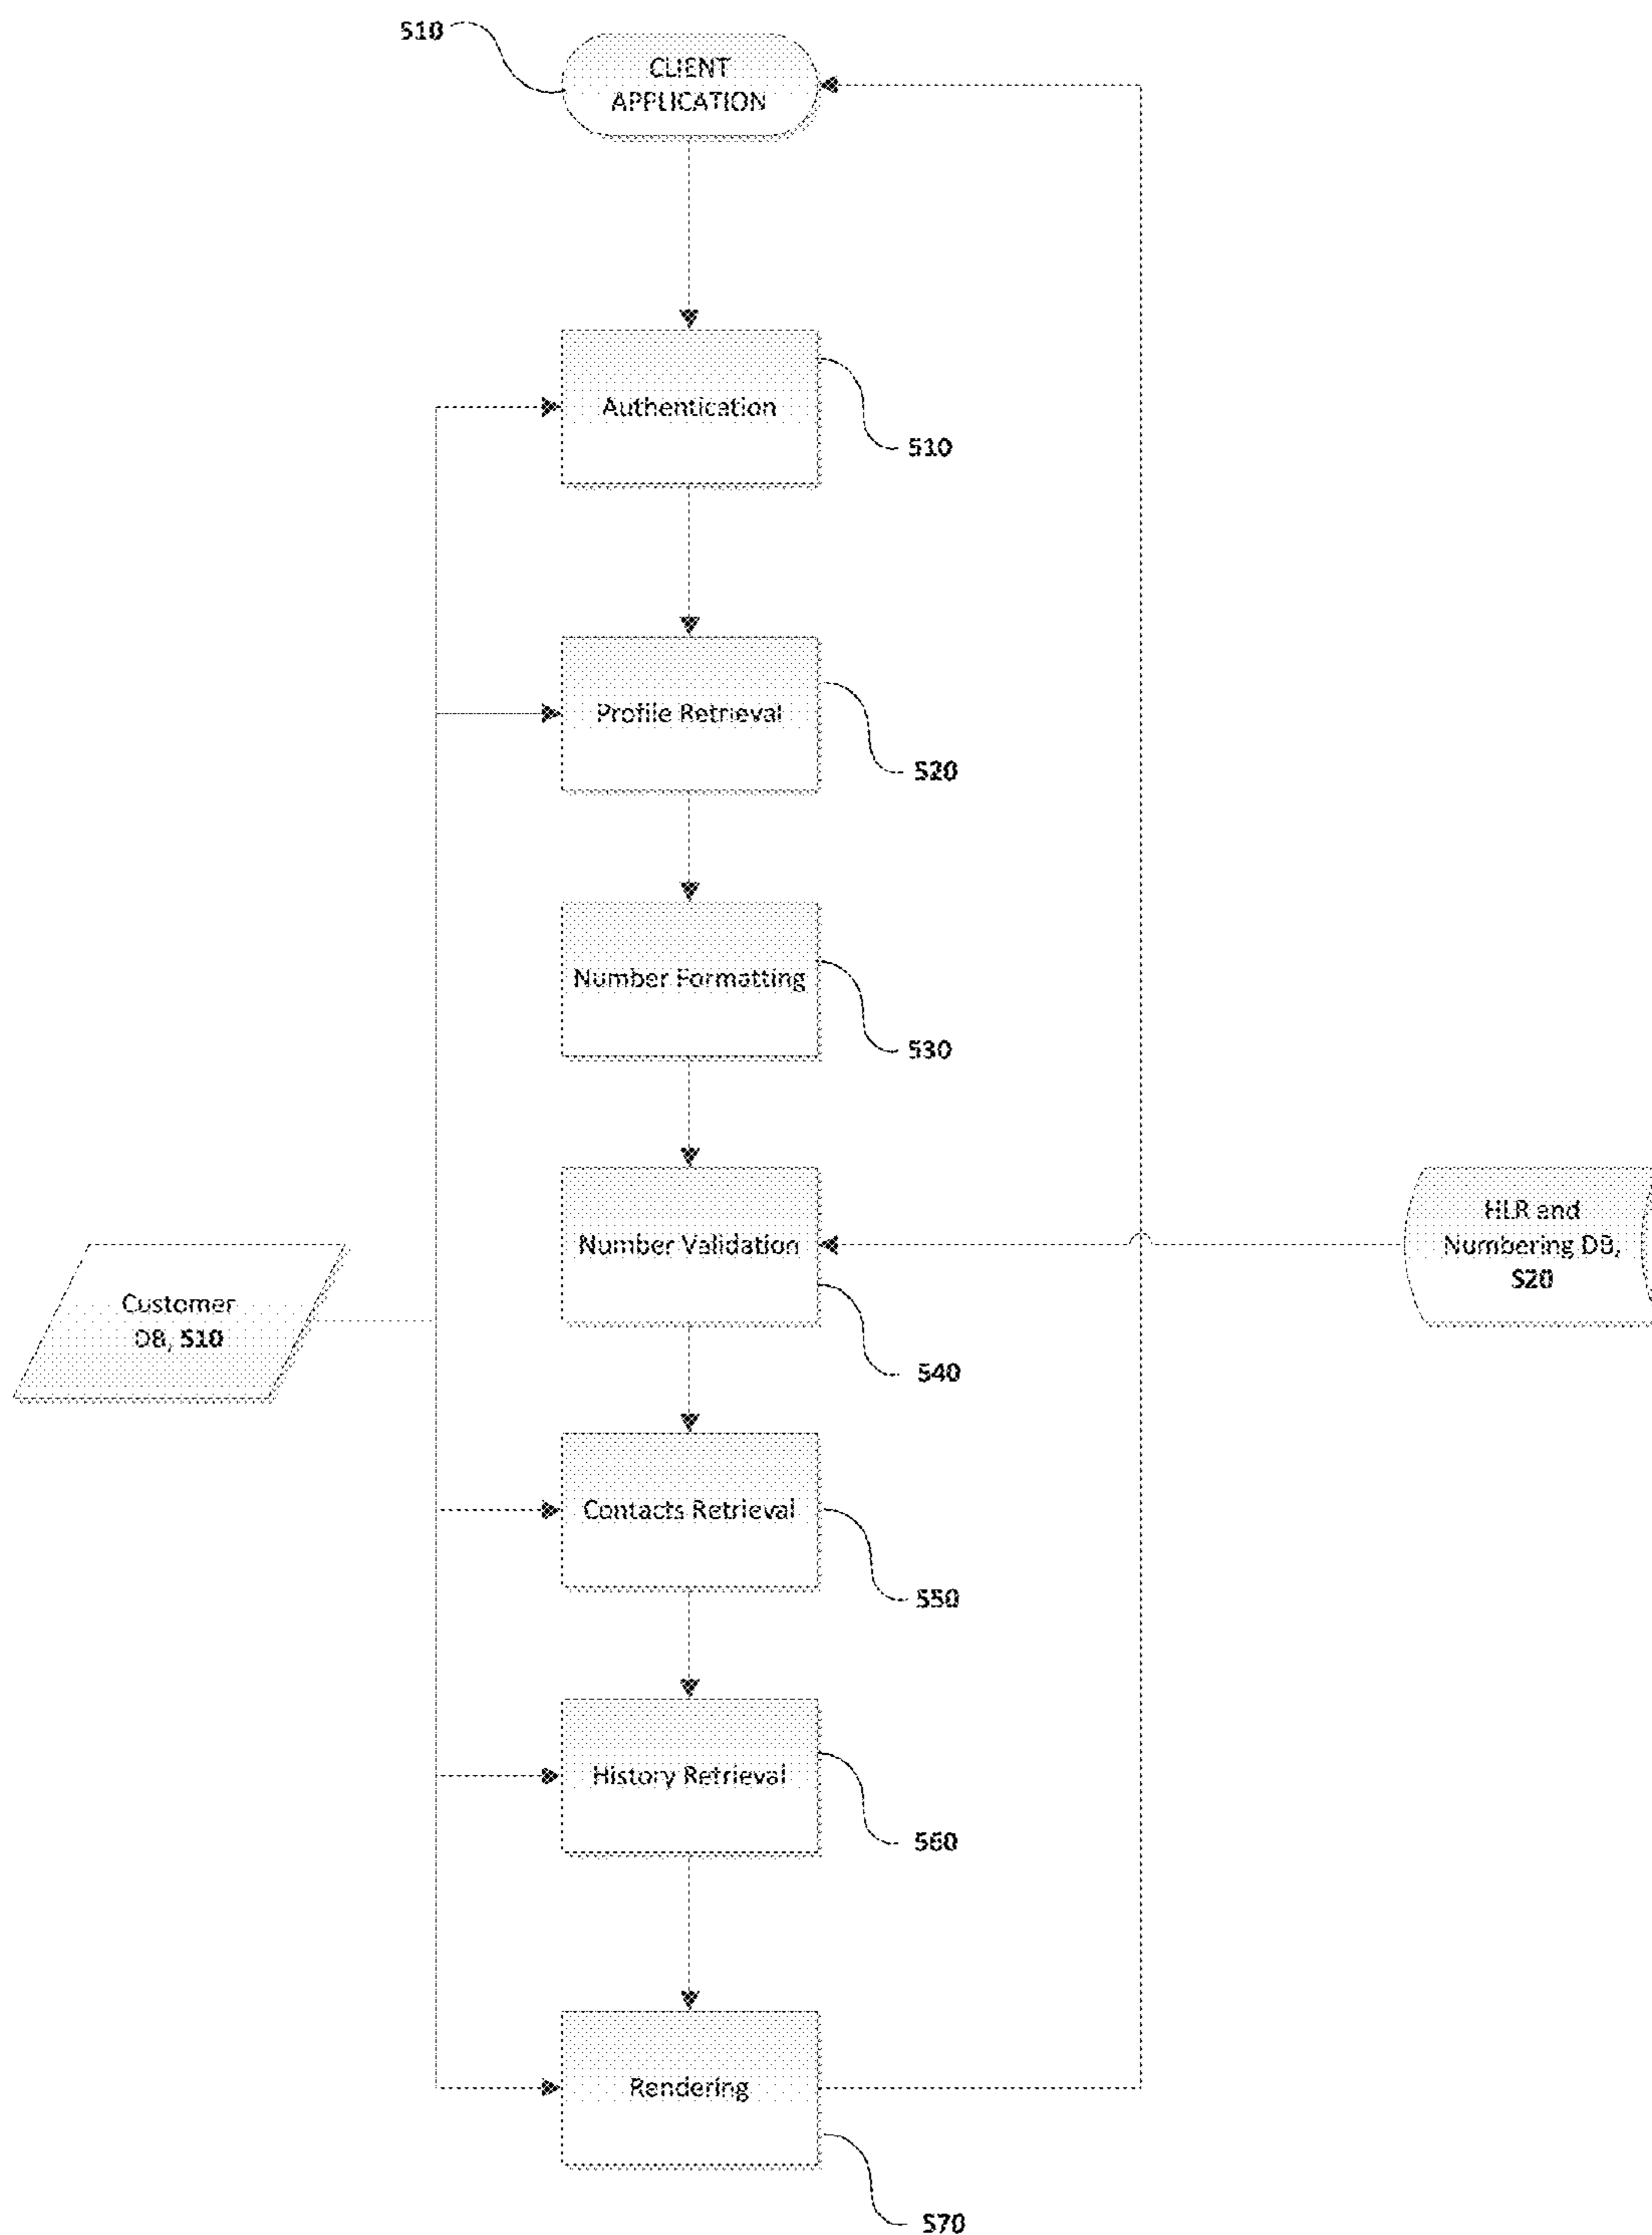 510
CLIENT
APPLICATION
Authentication
510
Profile Retrieval
520
Number Formatting
530
HLR and
Numbering DB,
520
Number Validation
Customer
DB, 510
540
Contacts Retrieval
550
History Retrieval
560
Rendering
570